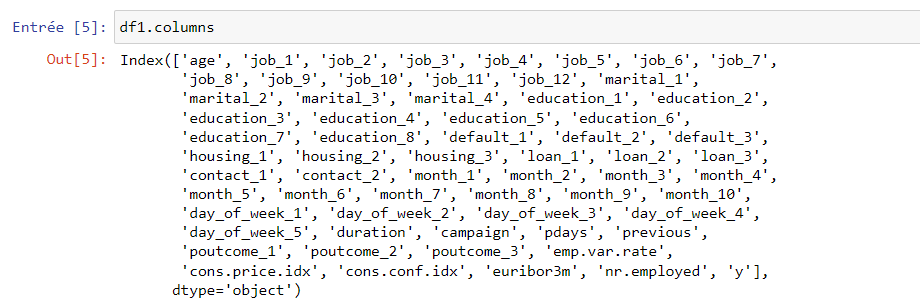 Entrée [5]: df1.columns
Out[5]: Index(['age', 'job_1', 'job_2', 'job_3', 'job_4', 'job_5', 'job_6', 'job_7',
'job_8', 'job_9', 'job_10', 'job_11', 'job_12', 'marital_1',
'marital_2', 'marital_3', 'marital_4', 'education_1', 'education_2',
'education_3', 'education_4', 'education_5', 'education_6',
'education_7', 'education_8', 'default_1', 'default_2', 'default_3',
'housing_1', 'housing_2', 'housing_3', 'loan_1', 'loan_2', 'loan_3',
'contact_1', 'contact_2', 'month_1', 'month_2', 'month_3', 'month_4',
'month_5', 'month_6', 'month_7', 'month_8', 'month_9', 'month_10',
'day_of_week_1', 'day_of_week_2', 'day_of_week_3', 'day_of_week_4',
'day_of_week_5', 'duration', 'campaign', 'pdays', 'previous',
'poutcome_1', 'poutcome_2', 'poutcome_3', 'emp.var.rate',
'cons.price.idx', 'cons.conf.idx', 'euribor3m', 'nr.employed', 'y'],
dtype='object')